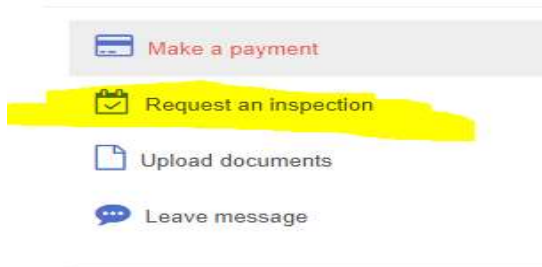 Make a payment
Request an inspection
Upload documents
Leave message